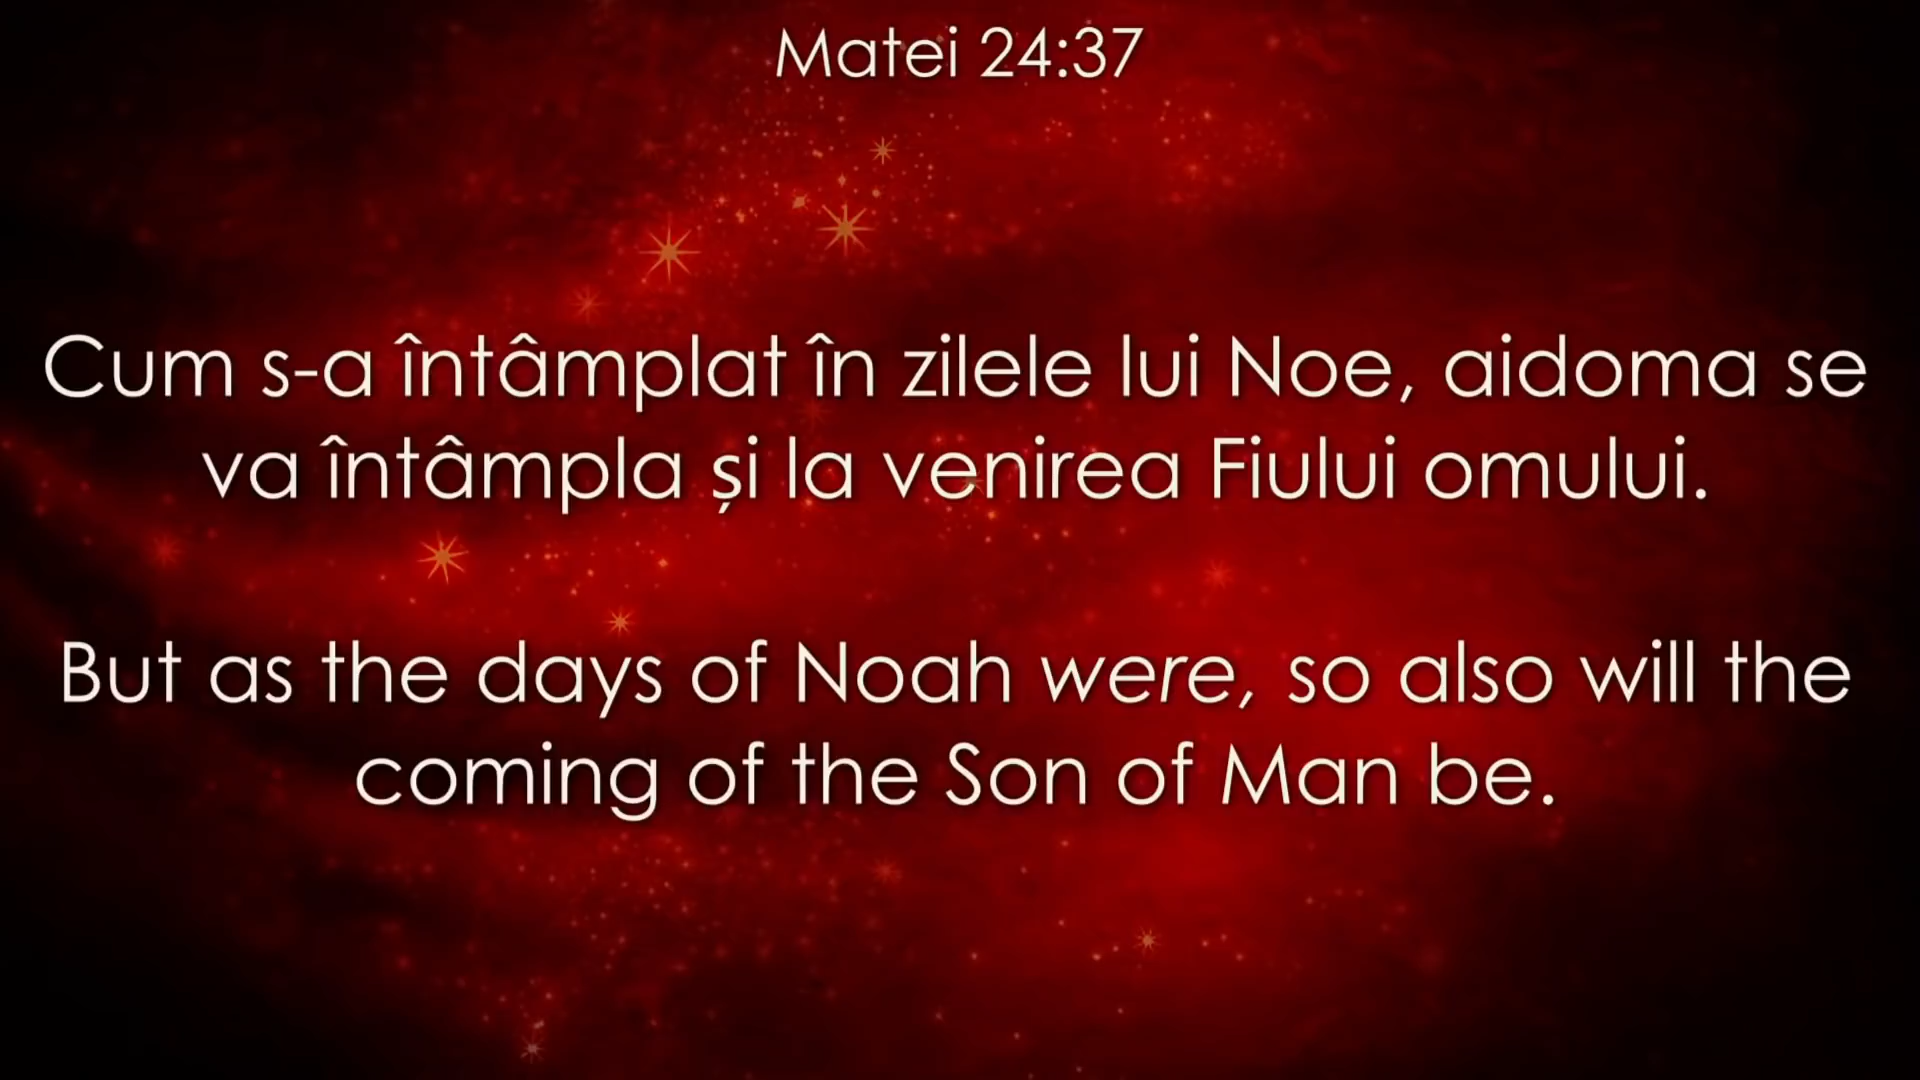 Matei 24:37
Cum s-a întâmplat în zilele lui Noe, aidoma se
va întâmpla și la venirea Fiului omului.
But as the days of Noah were, so also will the
coming of the Son of Man be.